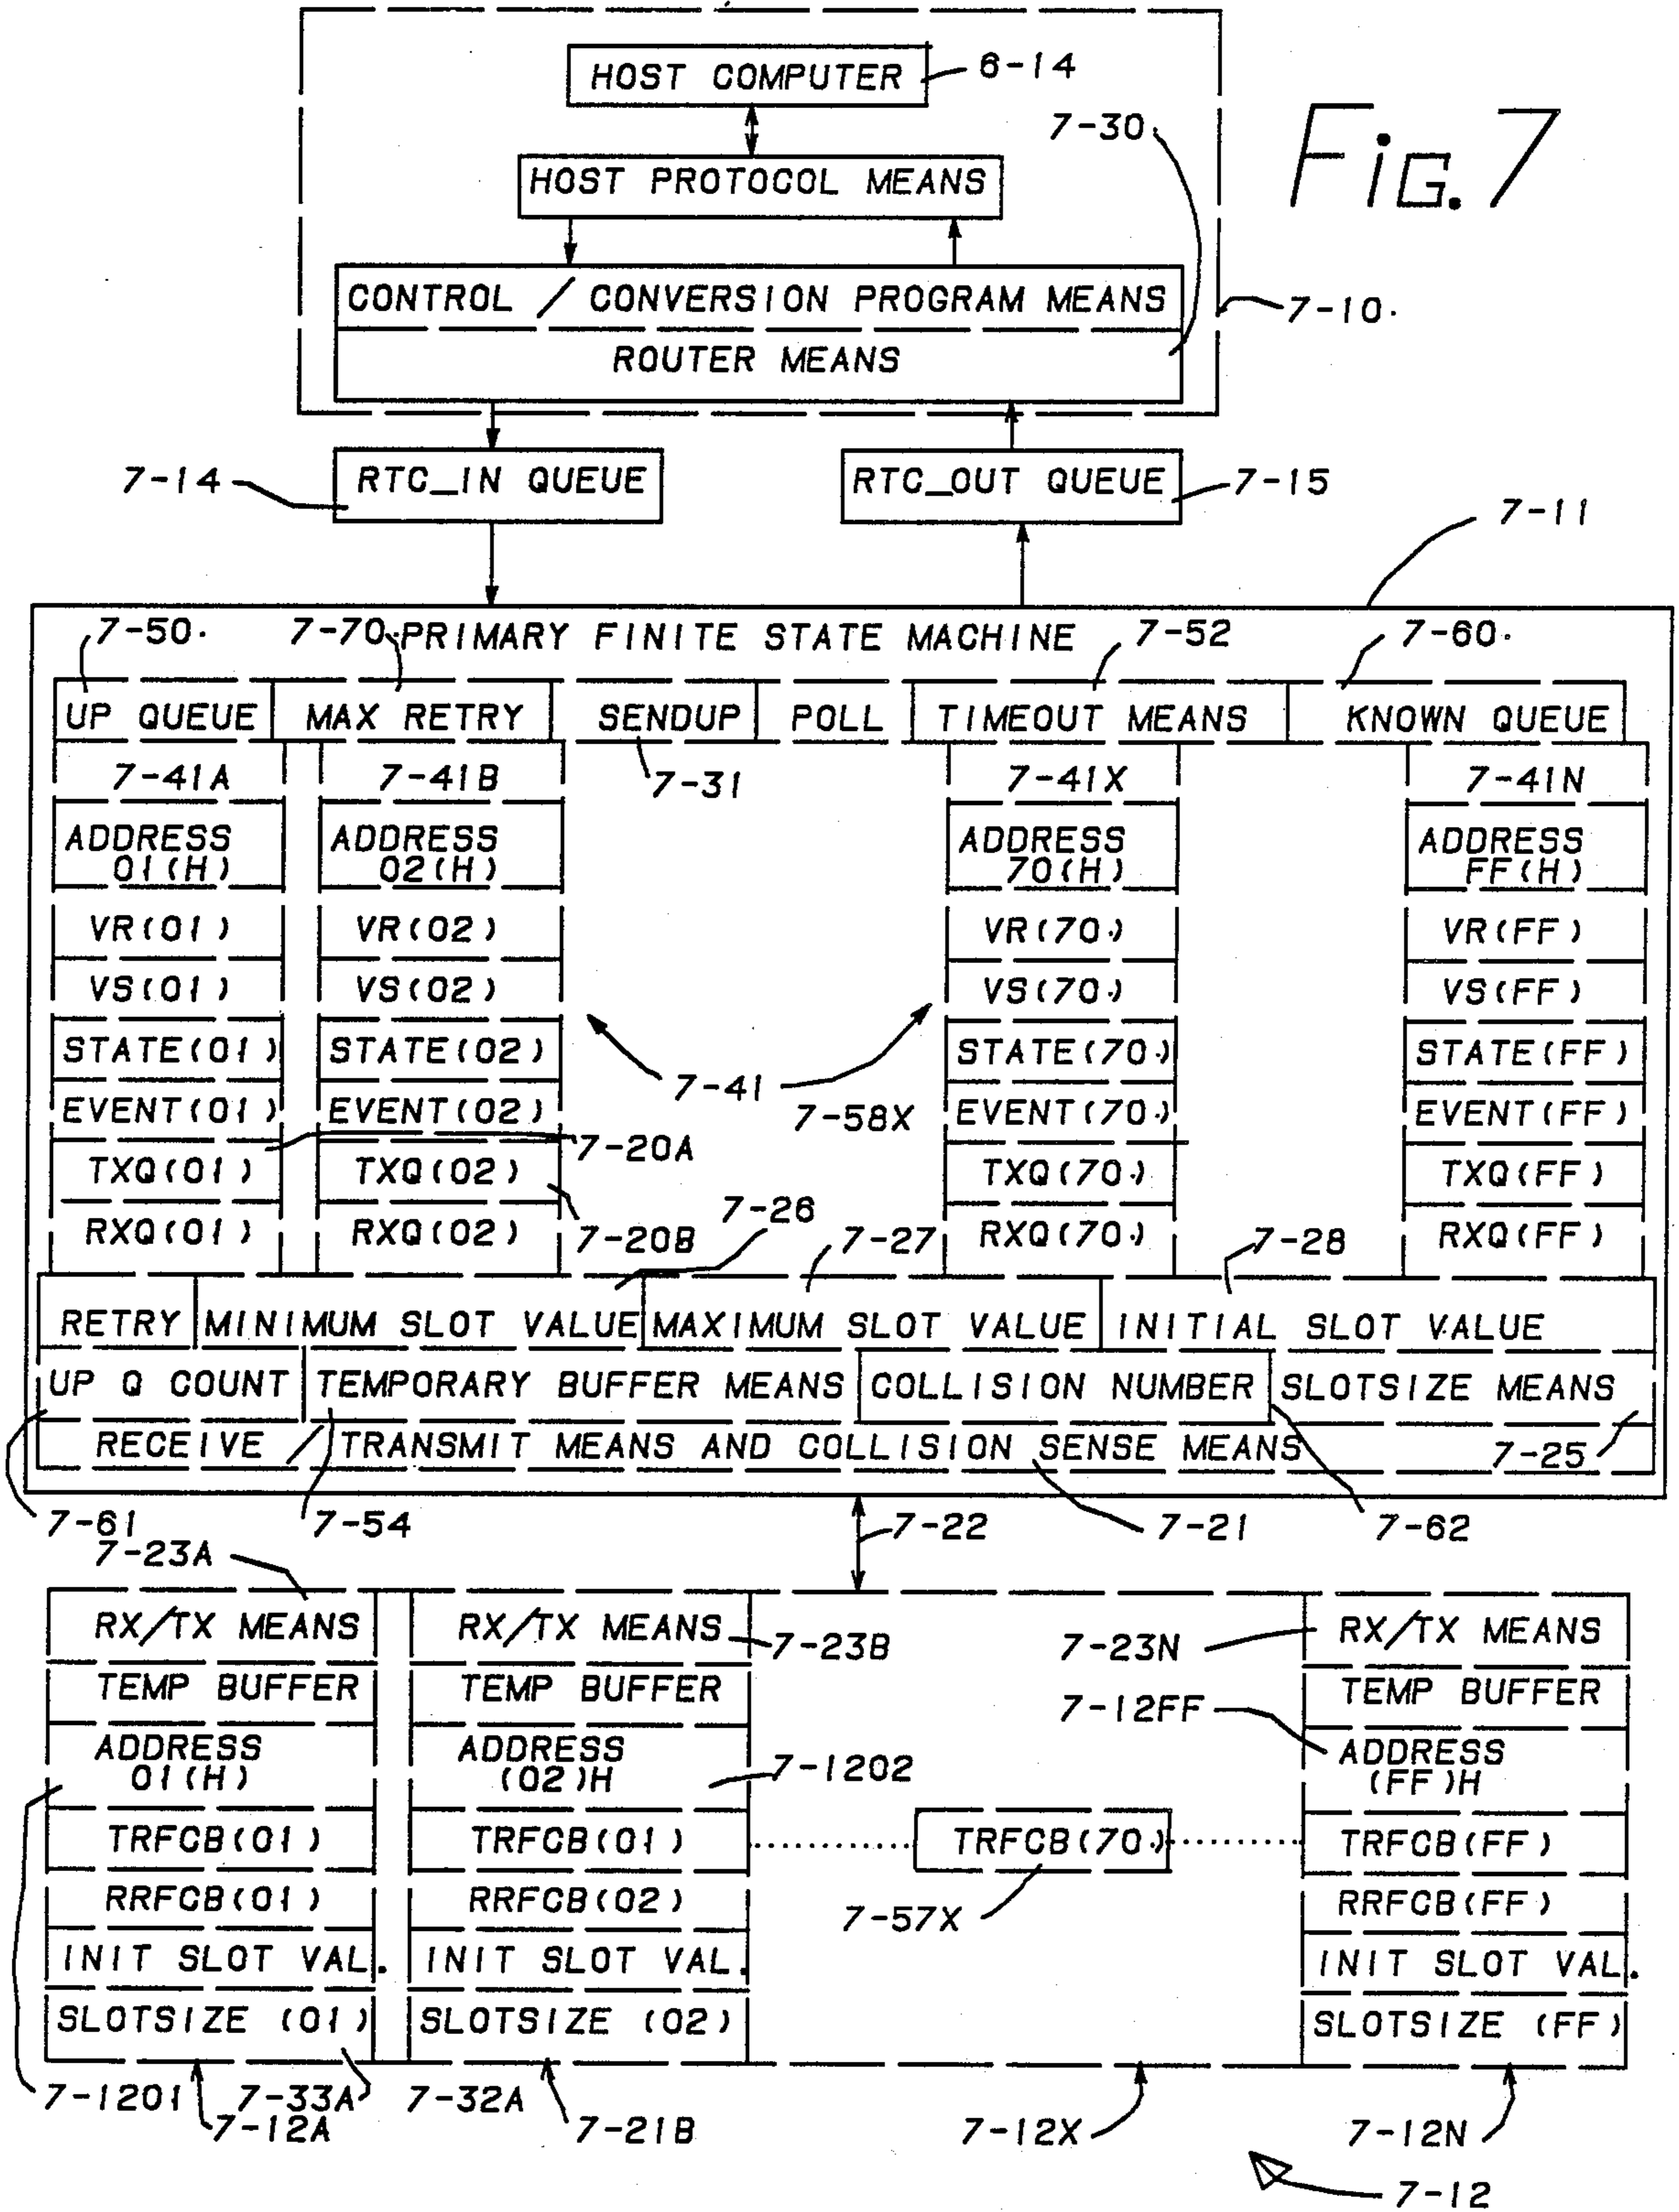 Fig. 7
HOST COMPUTER
6-14
7-30.
HOST PROTOCOL MEANS
CONTROL / CONVERSION PROGRAM MEANS
7-10.
ROUTER MEANS
7-14
RTC_IN QUEUE
RTC_OUT QUEUE
7-15
7-11
7-50.
7-70.
PRIMARY FINITE STATE MACHINE
7-52
7-60.
UP QUEUE
MAX RETRY
SENDUP
POLL
TIMEOUT MEANS
KNOWN QUEUE
7-41A
7-41B
7-31
7-41X
7-41N
ADDRESS
01(H)
ADDRESS
02(H)
ADDRESS
70(H)
ADDRESS
FF(H)
VR(01)
VR(02)
VR(70.)
VR(FF)
VS(01)
VS(02)
VS(70.)
VS(FF)
STATE(01)
STATE(02)
STATE(70.)
STATE(FF)
7-41
EVENT(01)
EVENT(02)
7-58X
EVENT(70.)
EVENT(FF)
7-20A
TXQ(01)
TXQ(02)
TXQ(70.)
TXQ(FF)
7-26
RXQ(01)
RXQ(02)
7-20B
7-27
RXQ(70.)
7-28
RXQ(FF)
RETRY
MINIMUM SLOT VALUE
MAXIMUM SLOT VALUE
INITIAL SLOT VALUE
UP Q COUNT
TEMPORARY BUFFER MEANS
COLLISION NUMBER
SLOTSIZE MEANS
RECEIVE / TRANSMIT MEANS AND COLLISION SENSE MEANS
7-25
7-61
7-54
7-22
7-21
7-62
7-23A
RX/TX MEANS
RX/TX MEANS
7-23B
7-23N
RX/TX MEANS
TEMP BUFFER
TEMP BUFFER
TEMP BUFFER
7-12FF
ADDRESS
01(H)
ADDRESS
(02)H
7-1202
ADDRESS
(FF)H
TRFCB(01)
TRFCB(01)
TRFCB(70.)
TRFCB(FF)
RRFCB(01)
RRFCB(02)
7-57X
RRFCB(FF)
INIT SLOT VAL.
INIT SLOT VAL.
INIT SLOT VAL.
SLOTSIZE (01)
SLOTSIZE (02)
SLOTSIZE (FF)
7-1201
7-33A
7-32A
7-12A
7-21B
7-12X
7-12N
7-12